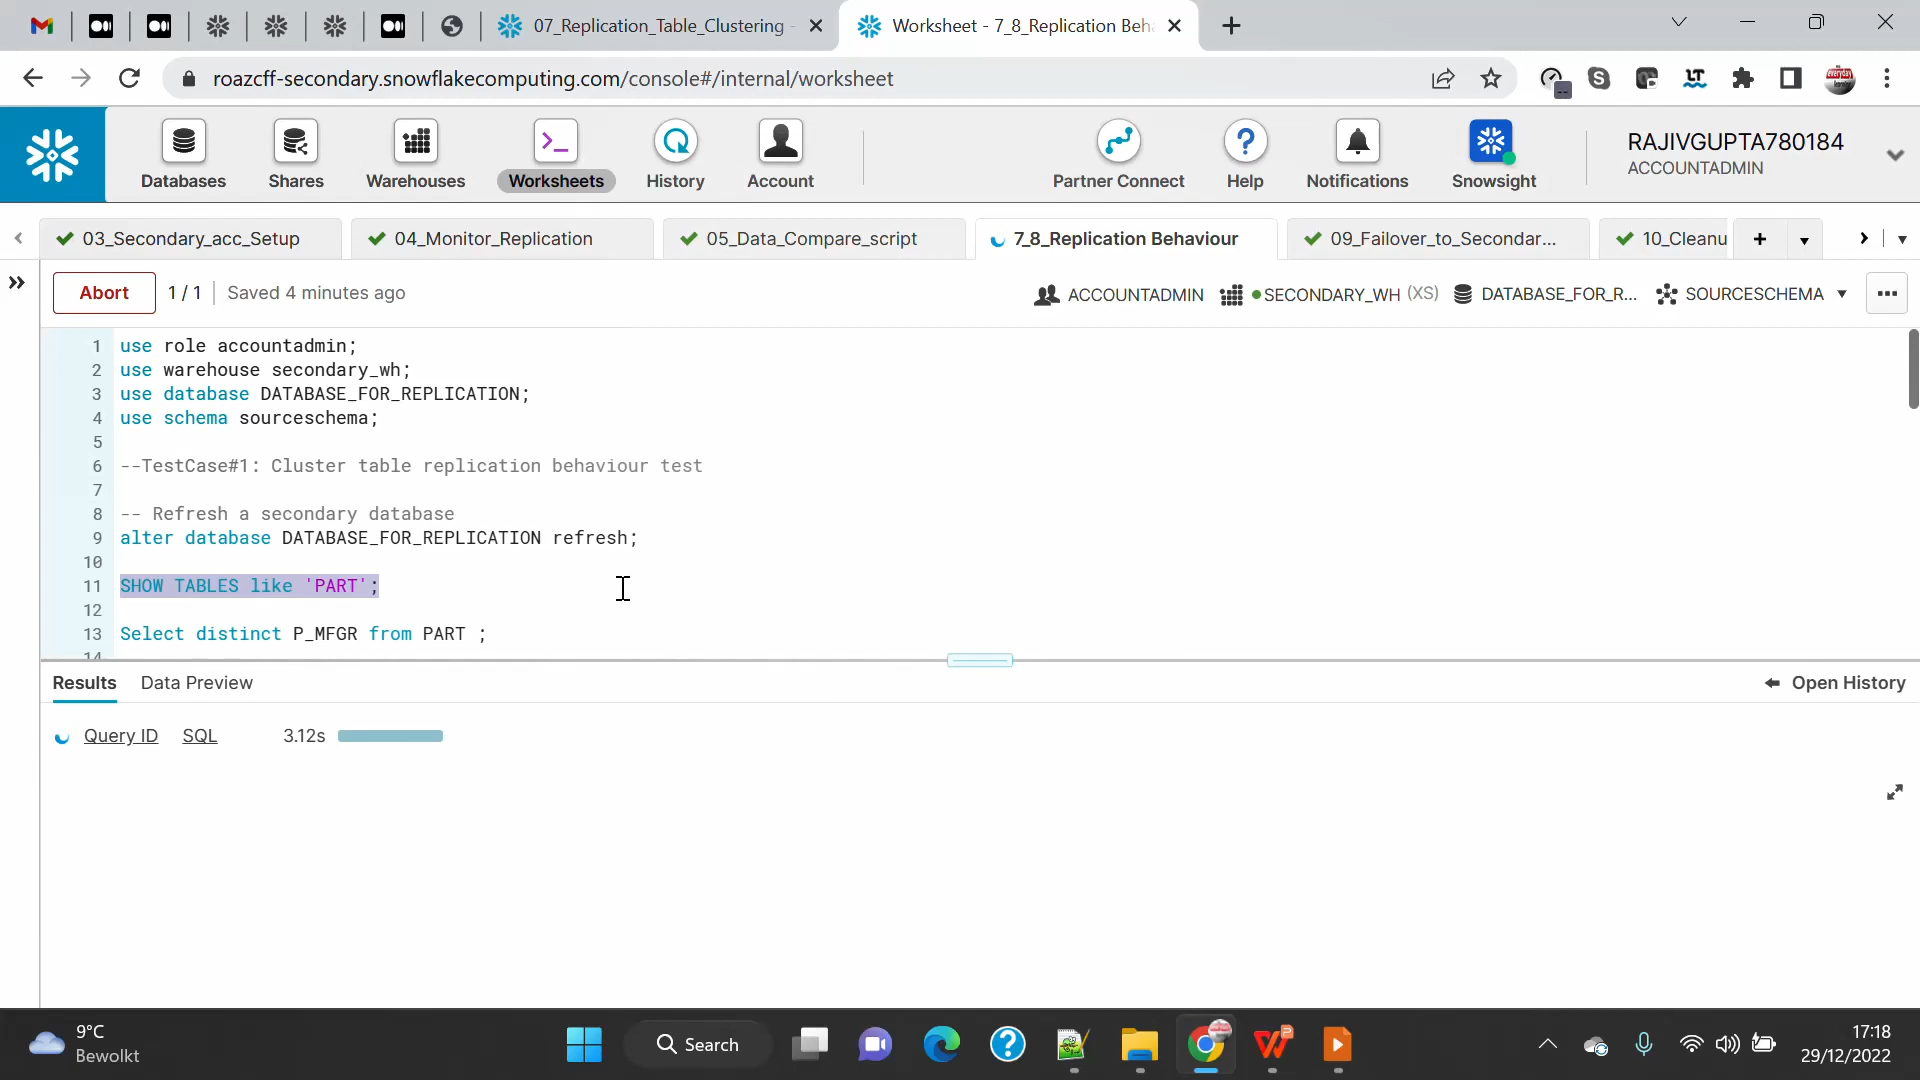 07_Replication_Table_Clustering -
Worksheet - 7_8_Replication Beha
roazcff-secondary.snowflakecomputing.com/console#/internal/worksheet
Databases
Shares
Warehouses
Worksheets
History
Account
Partner Connect
Help
Notifications
Snowsight
RAJIVGUPTA780184
ACCOUNTADMIN
03_Secondary_acc_Setup
04_Monitor_Replication
05_Data_Compare_script
7_8_Replication Behaviour
09_Failover_to_Secondar...
10_Cleanu
Abort
1 / 1
Saved 4 minutes ago
ACCOUNTADMIN
SECONDARY_WH (XS)
DATABASE_FOR_R...
SOURCESCHEMA
1 use role accountadmin;
2 use warehouse secondary_wh;
3 use database DATABASE_FOR_REPLICATION;
4 use schema sourceschema;
5
6 --TestCase#1: Cluster table replication behaviour test
7
8 -- Refresh a secondary database
9 alter database DATABASE_FOR_REPLICATION refresh;
10
11 SHOW TABLES like 'PART';
12
13 Select distinct P_MFGR from PART ;
14
Results
Data Preview
Open History
Query ID
SQL
3.12s
9°C
Bewolkt
Search
17:18
29/12/2022